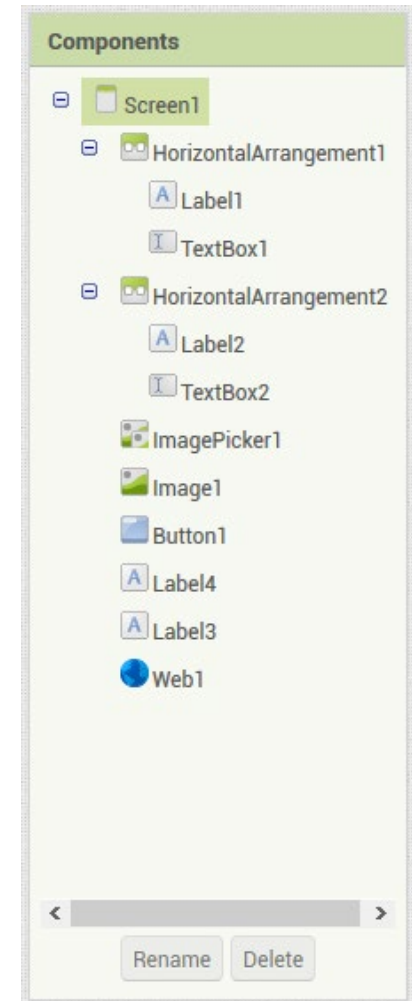 Components
Screen1
HorizontalArrangement1
Label1
TextBox1
HorizontalArrangement2
Label2
TextBox2
ImagePicker1
Image1
Button1
Label4
Label3
Web1
Rename Delete